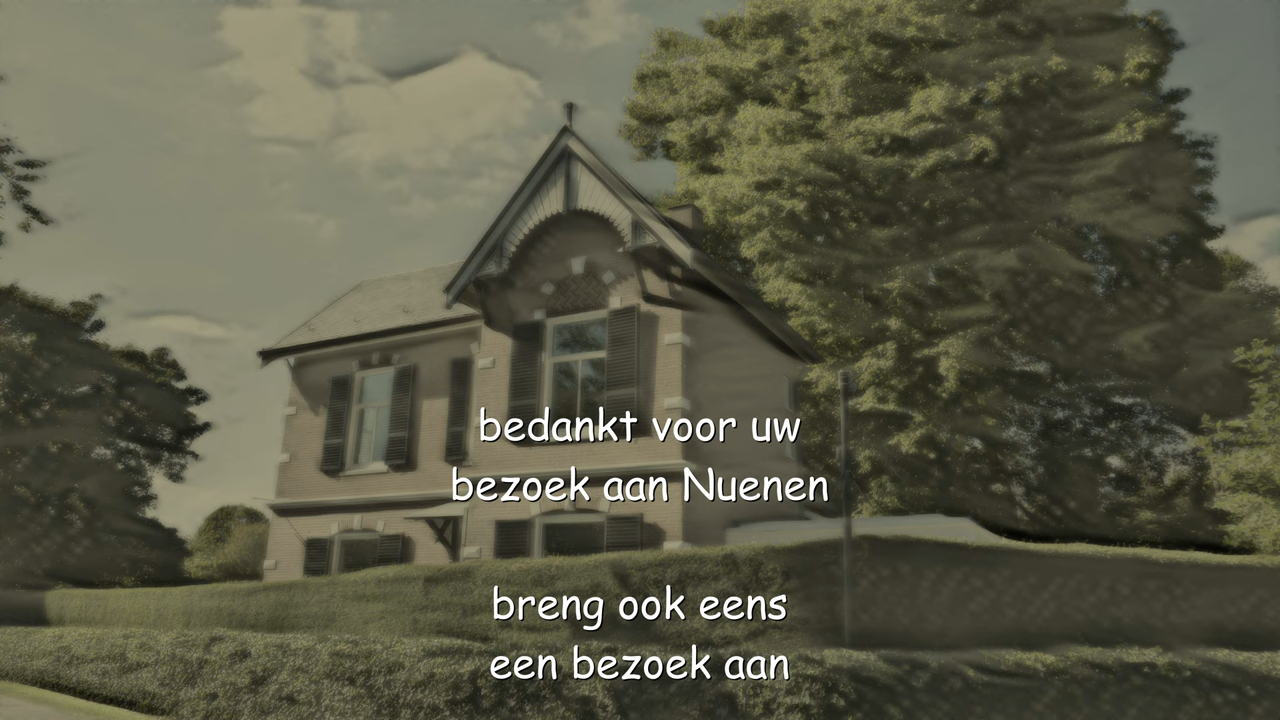 bedankt voor uw
bezoek aan Nuenen
breng ook eens
een bezoek aan